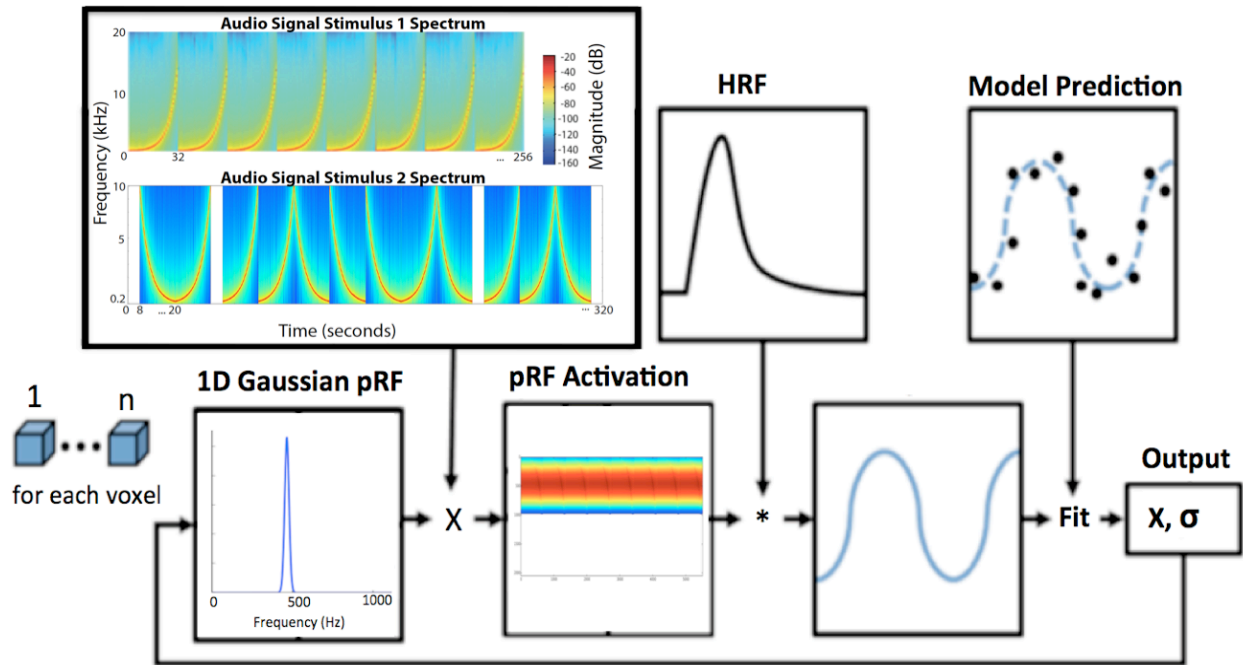 Audio Signal Stimulus 1 Spectrum
20
10
0
32
... 256
-20
-40
-60
-80
-100
-120
-140
-160
Magnitude (dB)
Frequency (kHz)
Audio Signal Stimulus 2 Spectrum
10
5
0.2
0 8 ... 20
... 320
Time (seconds)
HRF
Model Prediction
1 n
for each voxel
1D Gaussian pRF
0 500 1000
Frequency (Hz)
X
pRF Activation
*
Fit
Output
X, σ